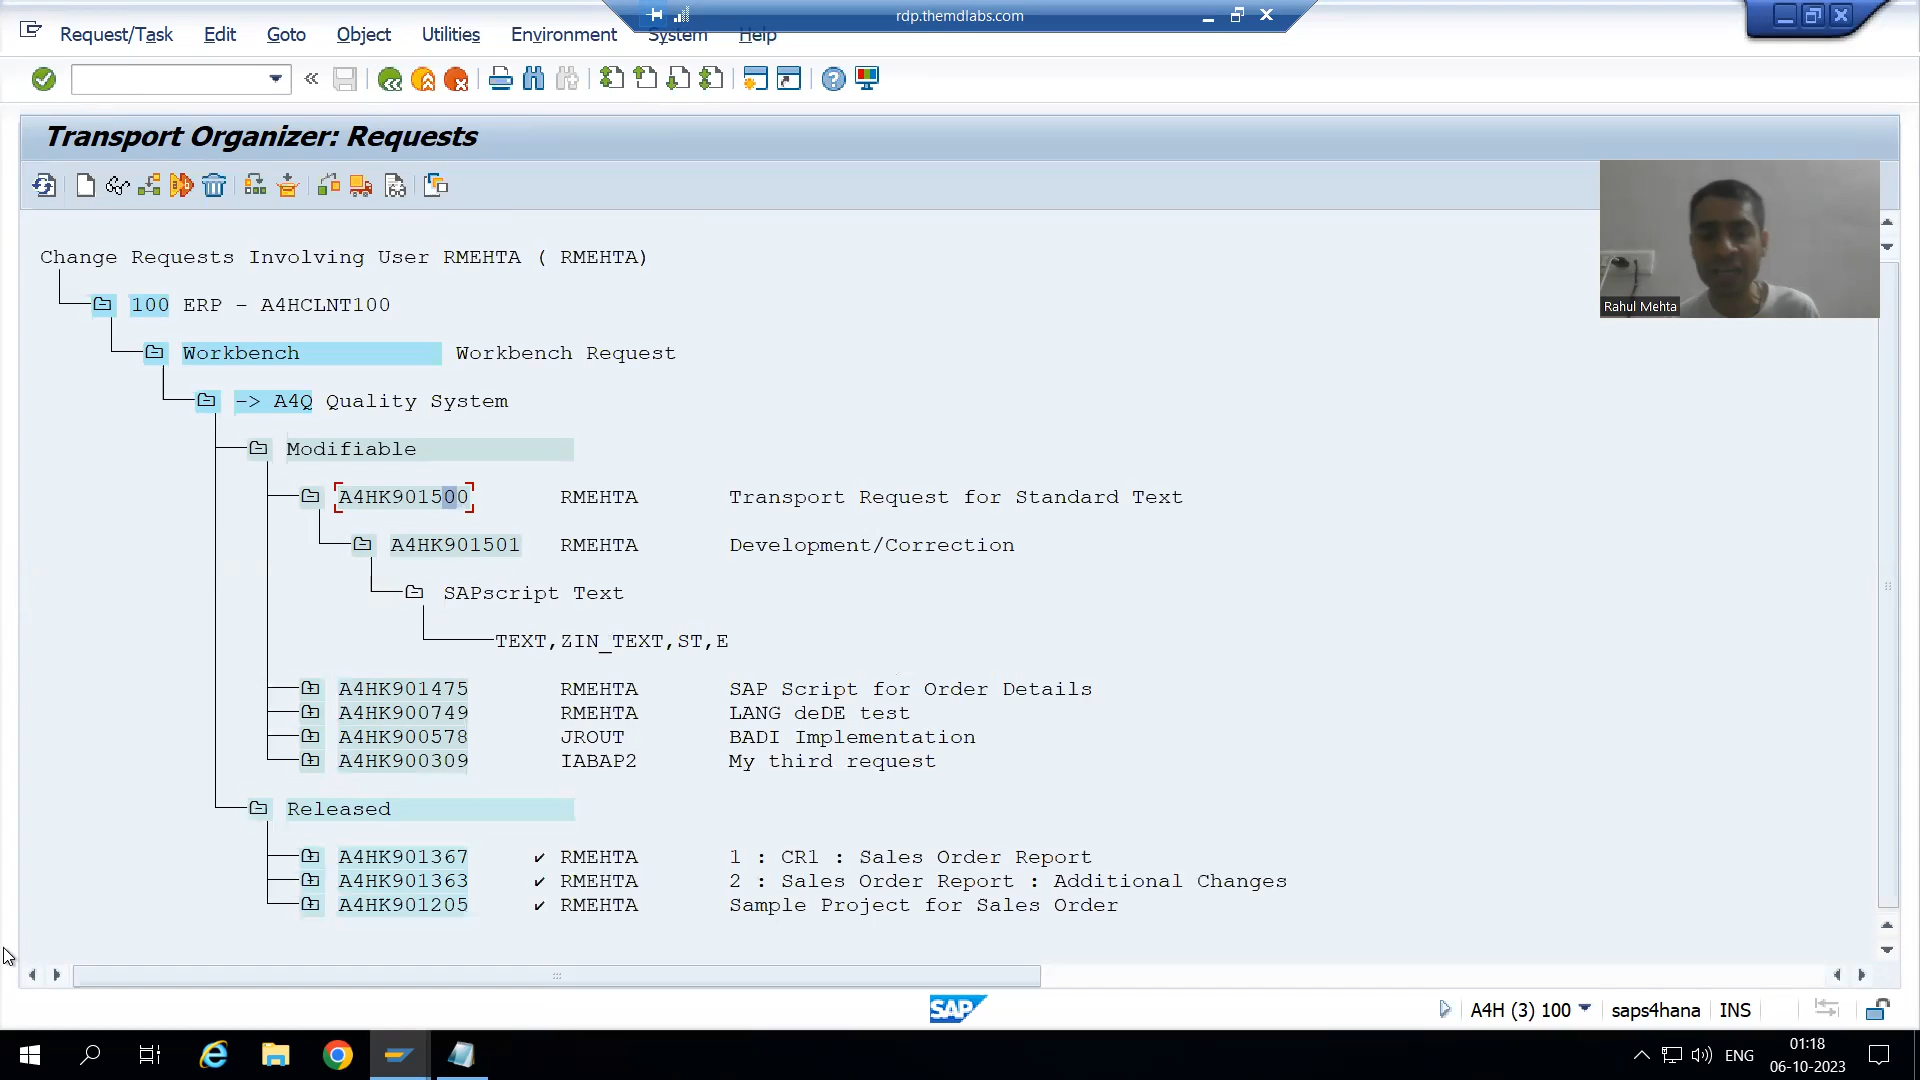 rdp.themdlabs.com
Request/Task Edit Goto Object Utilities Environment System Help
Transport Organizer: Requests
Rahul Mehta
Change Requests Involving User RMEHTA ( RMEHTA)
100 ERP - A4HCLNT100
Workbench Workbench Request
-> A4Q Quality System
Modifiable
A4HK901500 RMEHTA Transport Request for Standard Text
A4HK901501 RMEHTA Development/Correction
SAPscript Text
TEXT,ZIN_TEXT,ST,E
A4HK901475 RMEHTA SAP Script for Order Details
A4HK900749 RMEHTA LANG deDE test
A4HK900578 JROUT BADI Implementation
A4HK900309 IABAP2 My third request
Released
A4HK901367 ✔ RMEHTA 1 : CR1 : Sales Order Report
A4HK901363 ✔ RMEHTA 2 : Sales Order Report : Additional Changes
A4HK901205 ✔ RMEHTA Sample Project for Sales Order
SAP
A4H (3) 100 saps4hana INS
ENG
01:18
06-10-2023